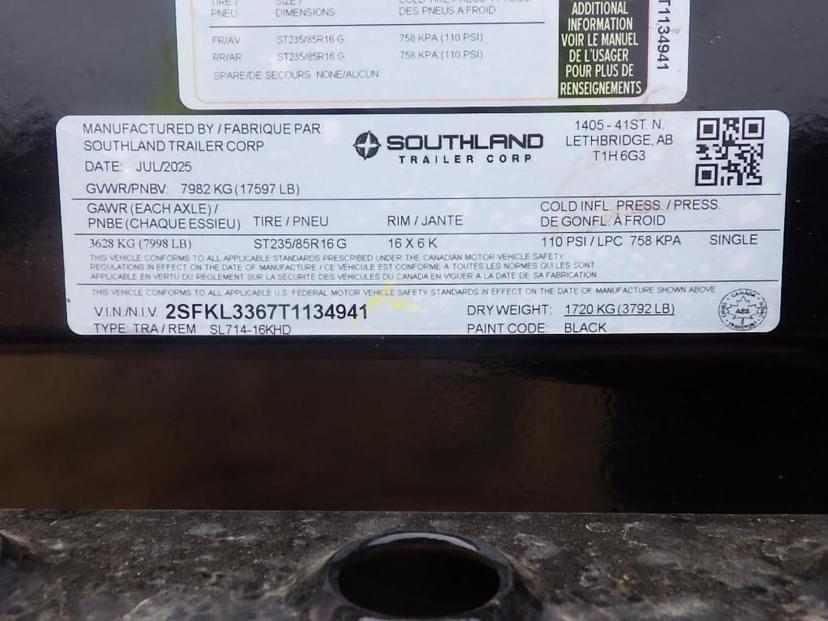 PNEU
DIMENSIONS
DES PNEUS A FROID
FR/AV ST235/85R16 G 758 KPA (110 PSI)
RR/AR ST235/85R16 G 758 KPA (110 PSI)
SPARE/DE SECOURS NONE/AUCUN
ADDITIONAL
INFORMATION
VOIR LE MANUEL
DE L'USAGER
POUR PLUS DE
RENSEIGNEMENTS
T1134941
MANUFACTURED BY / FABRIQUE PAR:
SOUTHLAND TRAILER CORP.
DATE: JUL/2025
GVWR/PNBV: 7982 KG (17597 LB)
SOUTHLAND
TRAILER CORP.
1405 - 41ST. N.
LETHBRIDGE, AB
T1H 6G3
GAWR (EACH AXLE) /
PNBE (CHAQUE ESSIEU) TIRE / PNEU RIM / JANTE
COLD INFL. PRESS. / PRESS.
DE GONFL. À FROID
3628 KG (7998 LB) ST235/85R16 G 16 X 6 K 110 PSI / LPC 758 KPA SINGLE
THIS VEHICLE CONFORMS TO ALL APPLICABLE STANDARDS PRESCRIBED UNDER THE CANADIAN MOTOR VEHICLE SAFETY
REGULATIONS IN EFFECT ON THE DATE OF MANUFACTURE / CE VÉHICULE EST CONFORME À TOUTES LES NORMES QUI LES SONT
APPLICABLE EN VERTU DU RÈGLEMENT SUR LA SÉCURITÉ DES VÉHICULES DU CANADA EN VIGUER A LA DATE DE SA FABRICATION
THIS VEHICLE CONFORMS TO ALL APPLICABLE U.S. FEDERAL MOTOR VEHICLE SAFETY STANDARDS IN EFFECT ON THE DATE OF MANUFACTURE SHOWN ABOVE
V.I.N./N.I.V. 2SFKL3367T1134941 DRY WEIGHT: 1720 KG (3792 LB)
TYPE: TRA / REM SL714-16KHD PAINT CODE: BLACK
CANADA
TRANSPORT